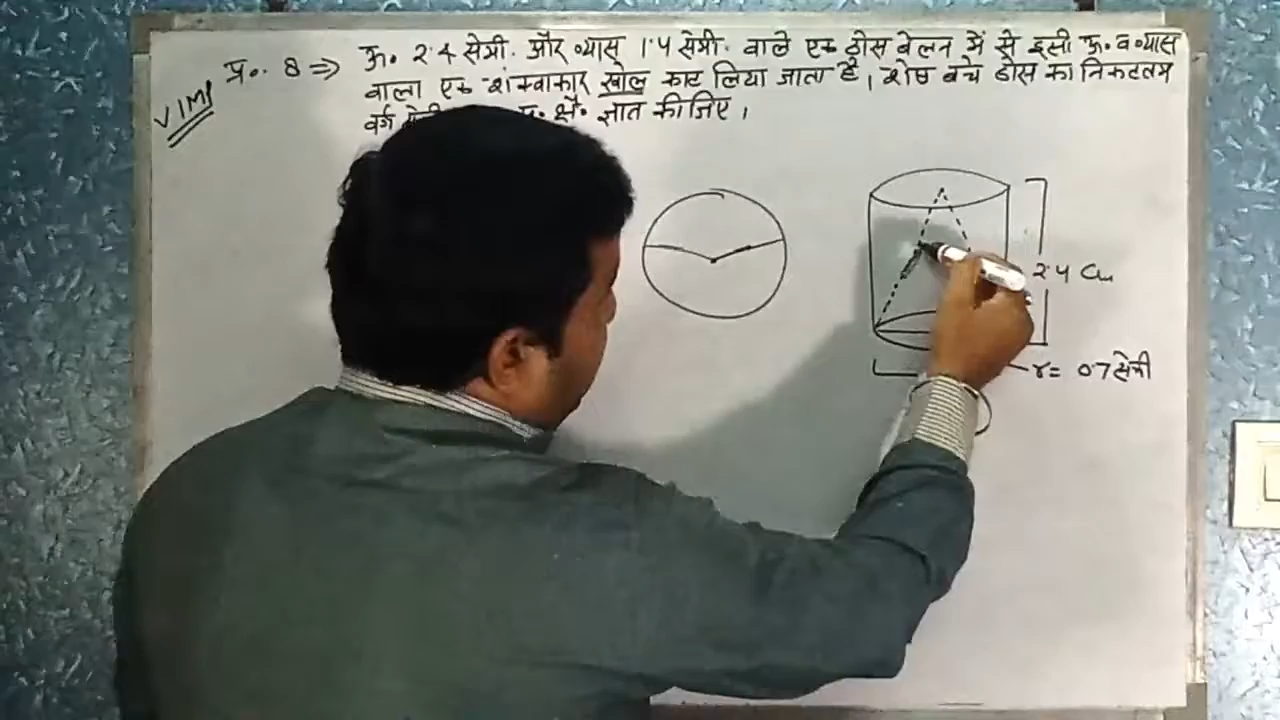 प्र॰. 8 ⇒ ऊ. 2.4 सेमी. और व्यास 1.4 सेमी. वाले एक ठोस बेलन में से इसी ऊ. व व्यास
VIMP वाला एक शंक्वाकार खोल काट लिया जाता है, शेष बचे ठोस का निकटतम
वर्ग क्षै॰ ज्ञात कीजिए।
2.4 Cm
r= 0.7 सेमी